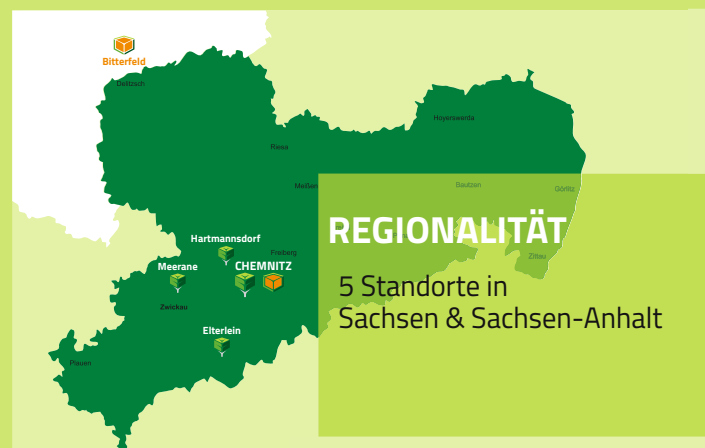 Bitterfeld
Delitzsch
Hoyerswerda
Riesa
Meißen
Bautzen
Görlitz
REGIONALITÄT
Hartmannsdorf
Freiberg
Zittau
Meerane
CHEMNITZ
5 Standorte in
Zwickau
Sachsen & Sachsen-Anhalt
Elterlein
Plauen